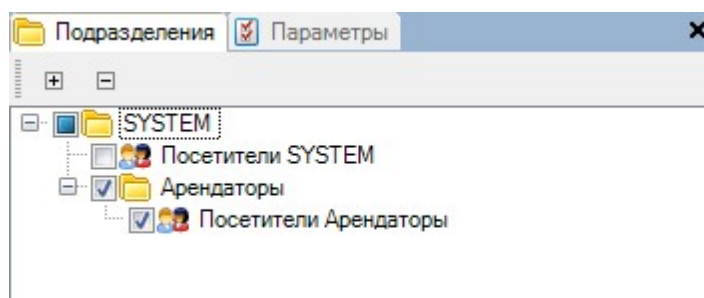 Подразделения Параметры
SYSTEM
Посетители SYSTEM
Арендаторы
Посетители Арендаторы